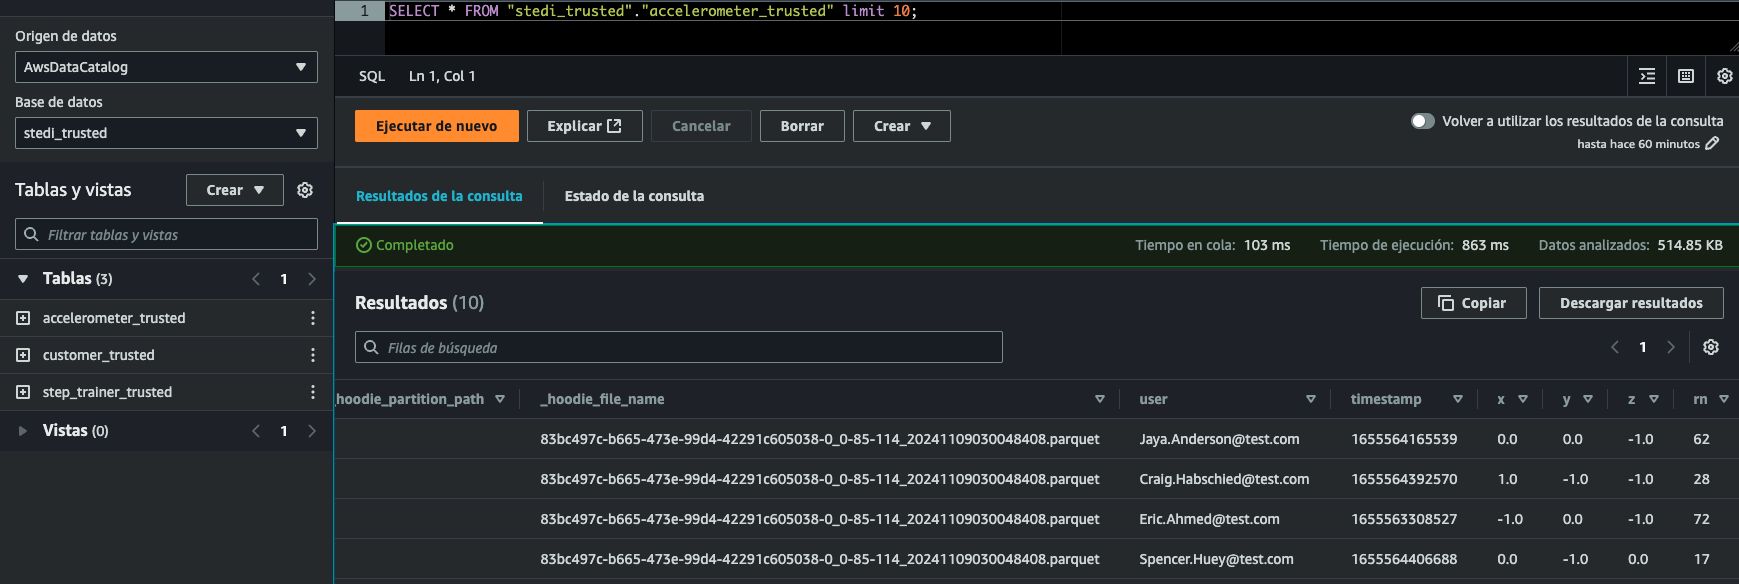 1 SELECT * FROM "stedi_trusted"."accelerometer_trusted" limit 10;
Origen de datos
AwsDataCatalog
Base de datos
stedi_trusted
Tablas y vistas
Crear
Filtrar tablas y vistas
Tablas (3)
1
accelerometer_trusted
customer_trusted
step_trainer_trusted
Vistas (0)
1
SQL Ln 1, Col 1
Ejecutar de nuevo Explicar Cancelar Borrar Crear
Volver a utilizar los resultados de la consulta
hasta hace 60 minutos
Resultados de la consulta Estado de la consulta
Completado Tiempo en cola: 103 ms Tiempo de ejecución: 863 ms Datos analizados: 514.85 KB
Resultados (10) Copiar Descargar resultados
Filas de búsqueda 1
_hoodie_partition_path _hoodie_file_name user timestamp x y z rn
83bc497c-b665-473e-99d4-42291c605038-0_0-85-114_20241109030048408.parquet Jaya.Anderson@test.com 1655564165539 0.0 0.0 -1.0 62
83bc497c-b665-473e-99d4-42291c605038-0_0-85-114_20241109030048408.parquet Craig.Habschied@test.com 1655564392570 1.0 -1.0 -1.0 28
83bc497c-b665-473e-99d4-42291c605038-0_0-85-114_20241109030048408.parquet Eric.Ahmed@test.com 1655563308527 -1.0 0.0 -1.0 72
83bc497c-b665-473e-99d4-42291c605038-0_0-85-114_20241109030048408.parquet Spencer.Huey@test.com 1655564406688 0.0 -1.0 0.0 17